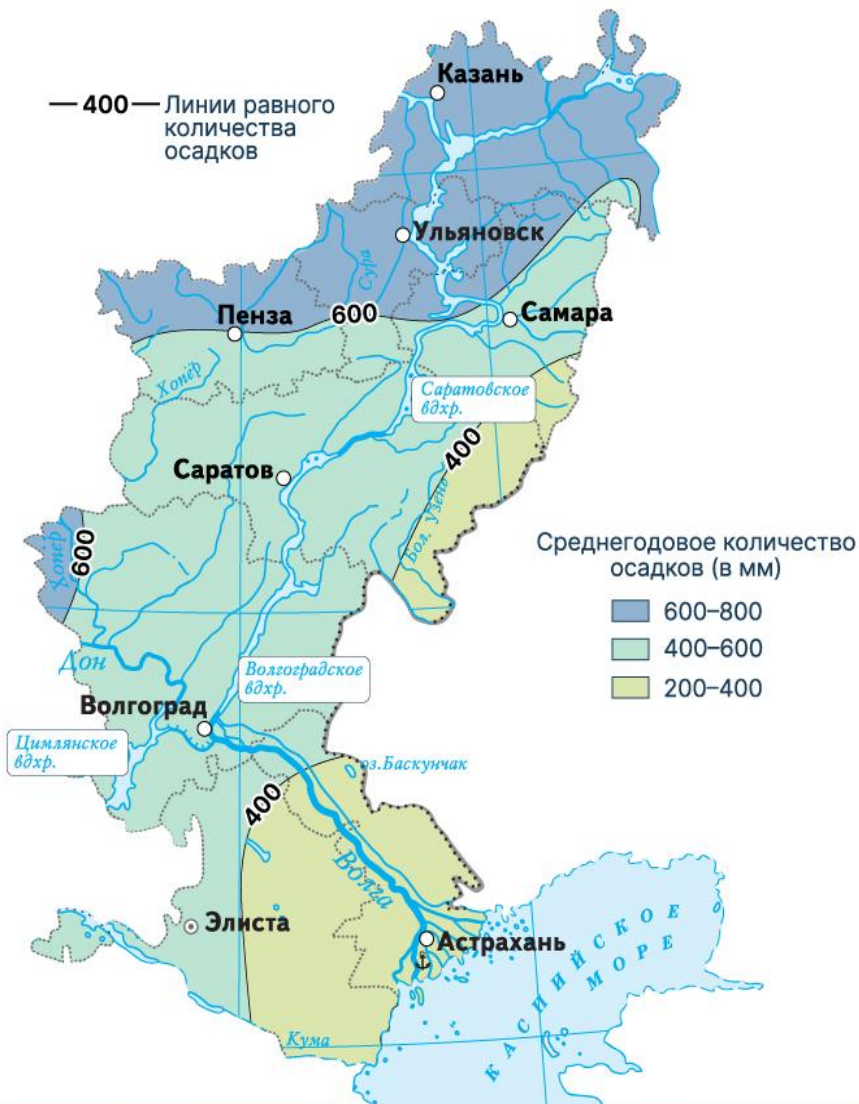 Казань
— 400 — Линии равного
количества
осадков
Ульяновск
Сура
Пенза
600
Самара
Хопёр
Саратовское
вдхр.
400
Саратов
Бол. Узень
Хопёр
600
Среднегодовое количество
осадков (в мм)
600–800
400–600
200–400
Дон
Волгоградское
вдхр.
Волгоград
Цимлянское
вдхр.
оз.Баскунчак
400
Волга
Элиста
Астрахань
КАСПИЙСКОЕ
МОРЕ
Кума